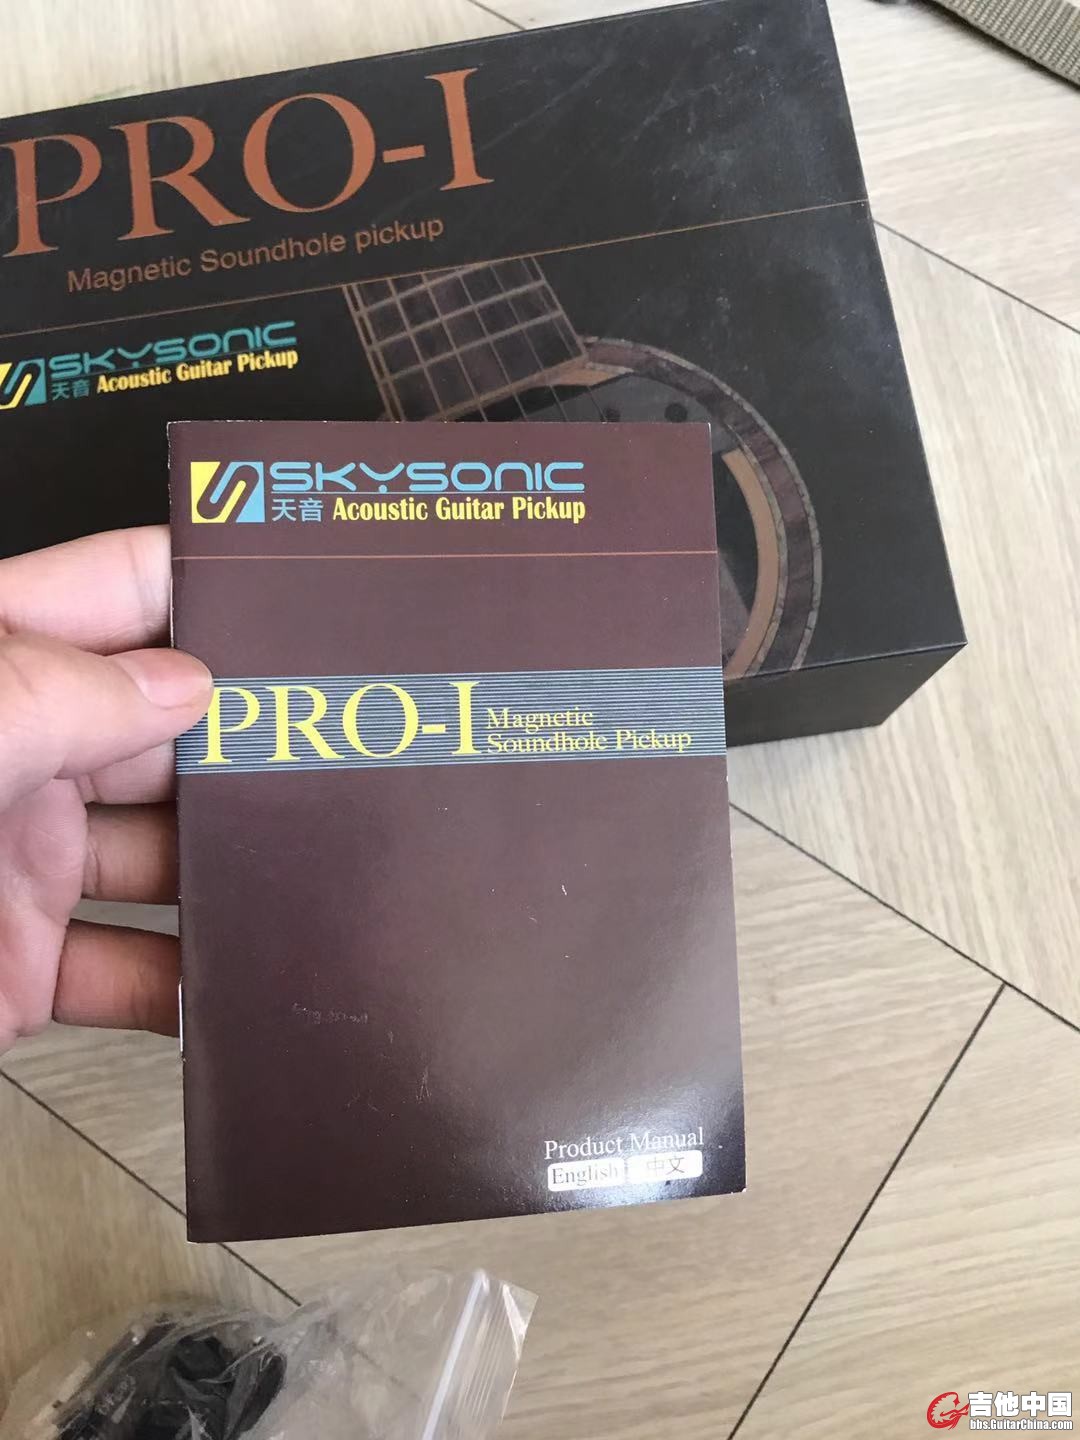 PRO-I
Magnetic Soundhole pickup
SKYSONIC
天音 Acoustic Guitar Pickup
SKYSONIC
天音 Acoustic Guitar Pickup
PRO-I Magnetic
Soundhole Pickup
Product Manual
English 中文
吉他中国
bbs.GuitarChina.com